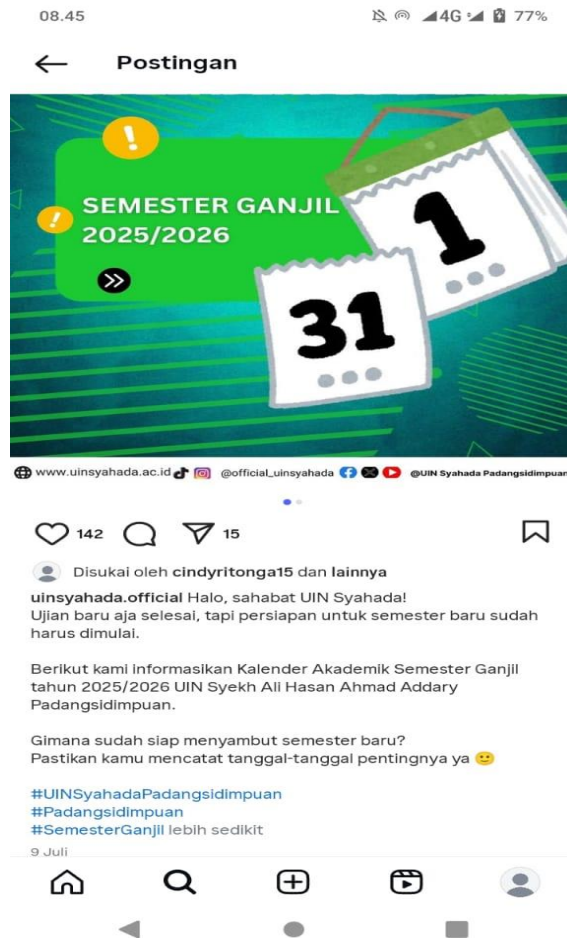 08.45
4G 77%
Postingan
SEMESTER GANJIL
2025/2026
1
31
www.uinsyahada.ac.id @official_uinsyahada @UIN Syahada Padangsidimpuan
142 15
Disukai oleh cindyritonga15 dan lainnya
uinsyahada.official Halo, sahabat UIN Syahada!
Ujian baru aja selesai, tapi persiapan untuk semester baru sudah
harus dimulai.
Berikut kami informasikan Kalender Akademik Semester Ganjil
tahun 2025/2026 UIN Syekh Ali Hasan Ahmad Addary
Padangsidimpuan.
Gimana sudah siap menyambut semester baru?
Pastikan kamu mencatat tanggal-tanggal pentingnya ya 🙂
#UINSyahadaPadangsidimpuan
#Padangsidimpuan
#SemesterGanjil lebih sedikit
9 Juli